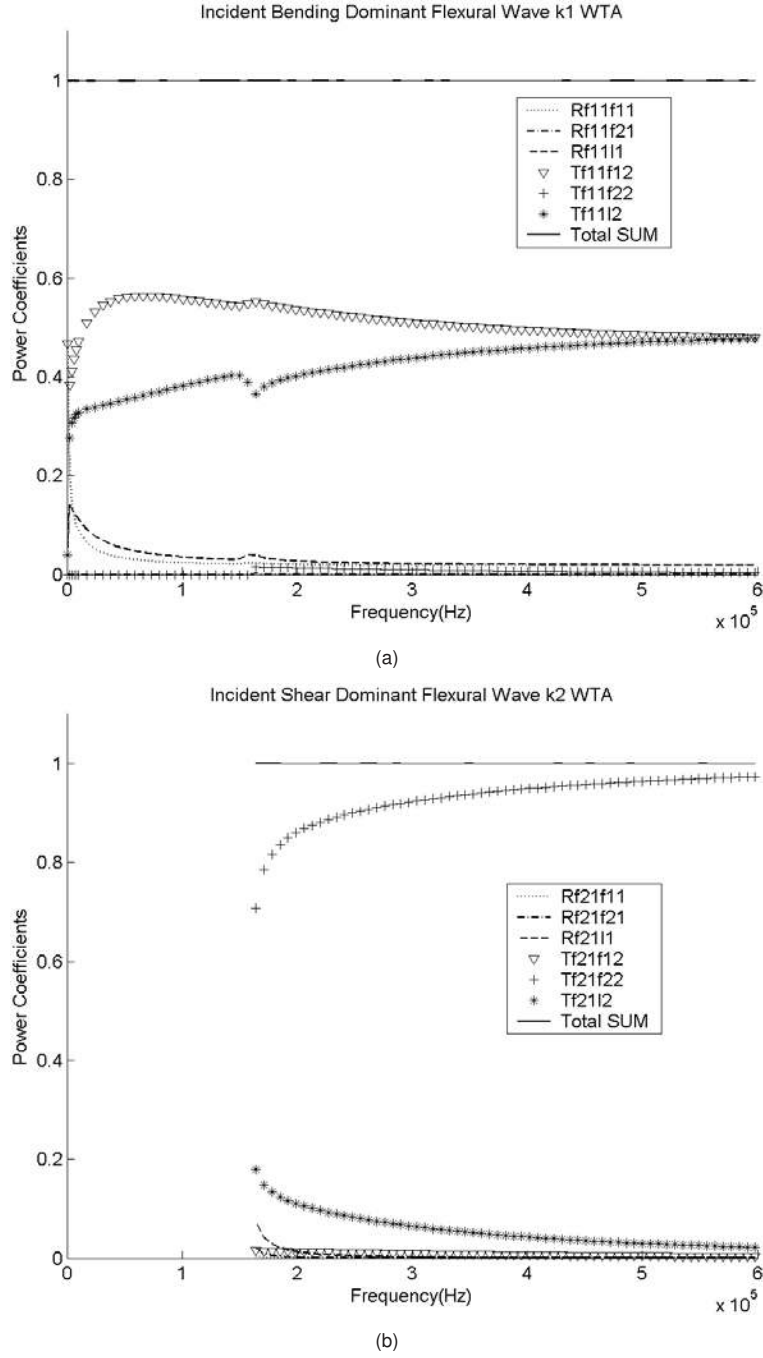 Incident Bending Dominant Flexural Wave k1 WTA
1
0.8
0.6
0.4
0.2
0
Power Coefficients
Rf11f11
Rf11f21
Rf11l1
Tf11f12
Tf11f22
Tf11l2
Total SUM
0 1 2 3 4 5 6
Frequency(Hz)
x 10^5
(a)
Incident Shear Dominant Flexural Wave k2 WTA
1
0.8
0.6
0.4
0.2
0
Power Coefficients
Rf21f11
Rf21f21
Rf21l1
Tf21f12
Tf21f22
Tf21l2
Total SUM
0 1 2 3 4 5 6
Frequency(Hz)
x 10^5
(b)